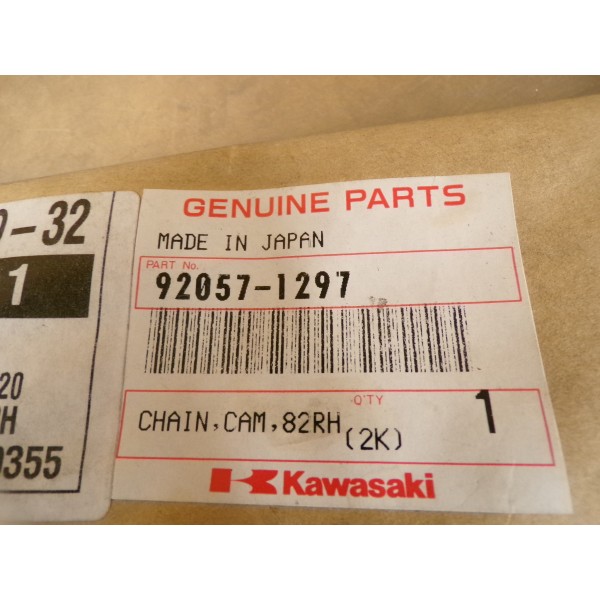 GENUINE PARTS
MADE IN JAPAN
PART No.
92057-1297
Q'TY
CHAIN,CAM,82RH
(2K)
1
Kawasaki
-32
1
20
H
0355